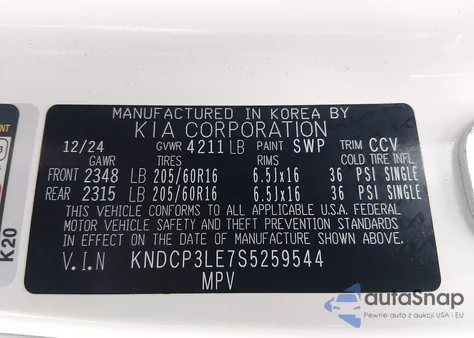 MANUFACTURED IN KOREA BY
KIA CORPORATION
12/24 GVWR 4211 LB PAINT SWP TRIM CCV
GAWR TIRES RIMS COLD TIRE INFL
FRONT 2348 LB 205/60R16 6.5Jx16 36 PSI SINGLE
REAR 2315 LB 205/60R16 6.5Jx16 36 PSI SINGLE
THIS VEHICLE CONFORMS TO ALL APPLICABLE U.S.A. FEDERAL
MOTOR VEHICLE SAFETY AND THEFT PREVENTION STANDARDS
IN EFFECT ON THE DATE OF MANUFACTURE SHOWN ABOVE.
V.I.N KNDCP3LE7S5259544
MPV
K20
autoSnap
Pewne auto z USA i EU